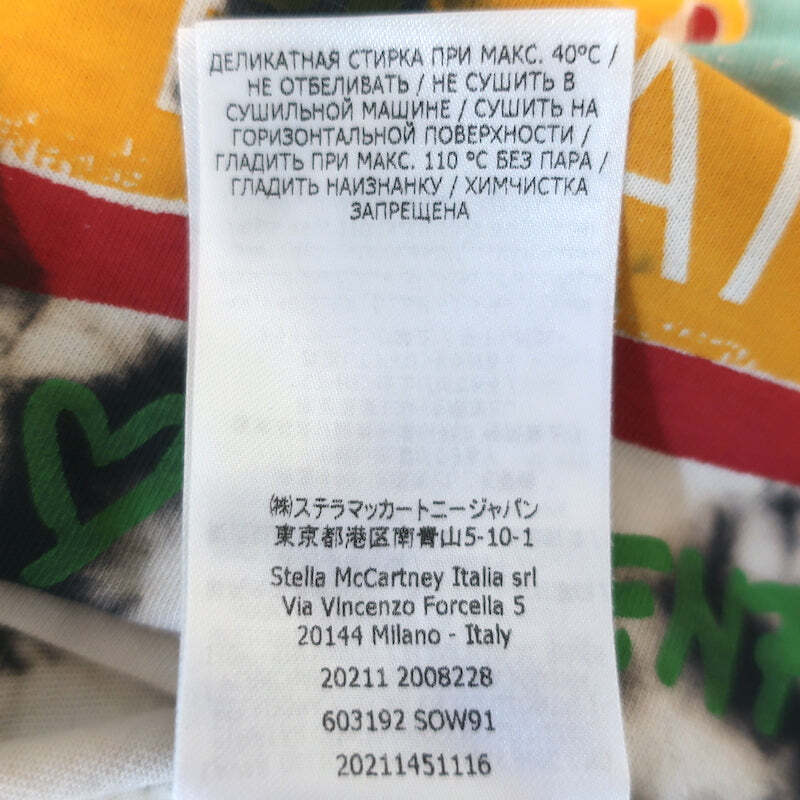 ДЕЛИКАТНАЯ СТИРКА ПРИ МАКС. 40°C /
НЕ ОТБЕЛИВАТЬ / НЕ СУШИТЬ В
СУШИЛЬНОЙ МАШИНЕ / СУШИТЬ НА
ГОРИЗОНТАЛЬНОЙ ПОВЕРХНОСТИ /
ГЛАДИТЬ ПРИ МАКС. 110 °C БЕЗ ПАРА /
ГЛАДИТЬ НАИЗНАНКУ / ХИМЧИСТКА
ЗАПРЕЩЕНА
㈱ステラマッカートニージャパン
東京都港区南青山5-10-1
Stella McCartney Italia srl
Via VIncenzo Forcella 5
20144 Milano - Italy
20211 2008228
603192 SOW91
20211451116